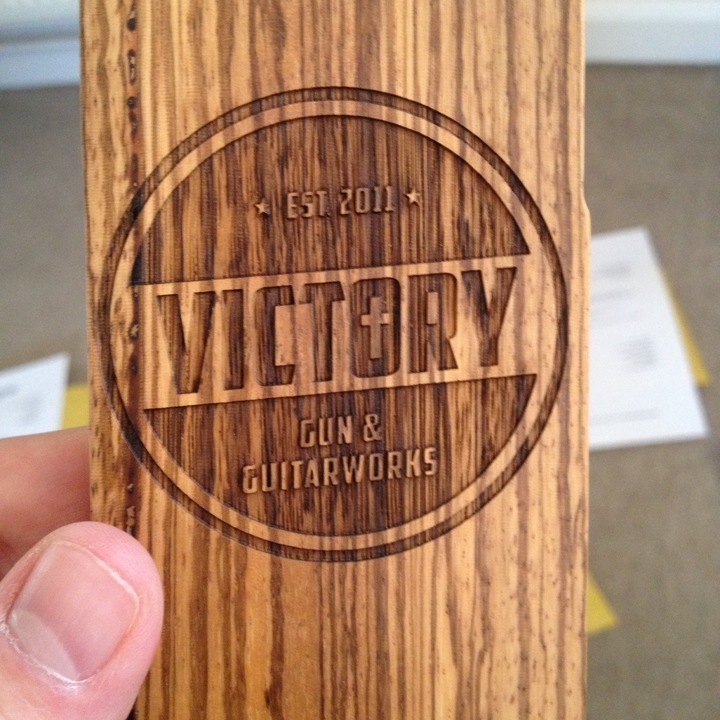 EST. 2011
VICTORY
GUN &
GUITARWORKS